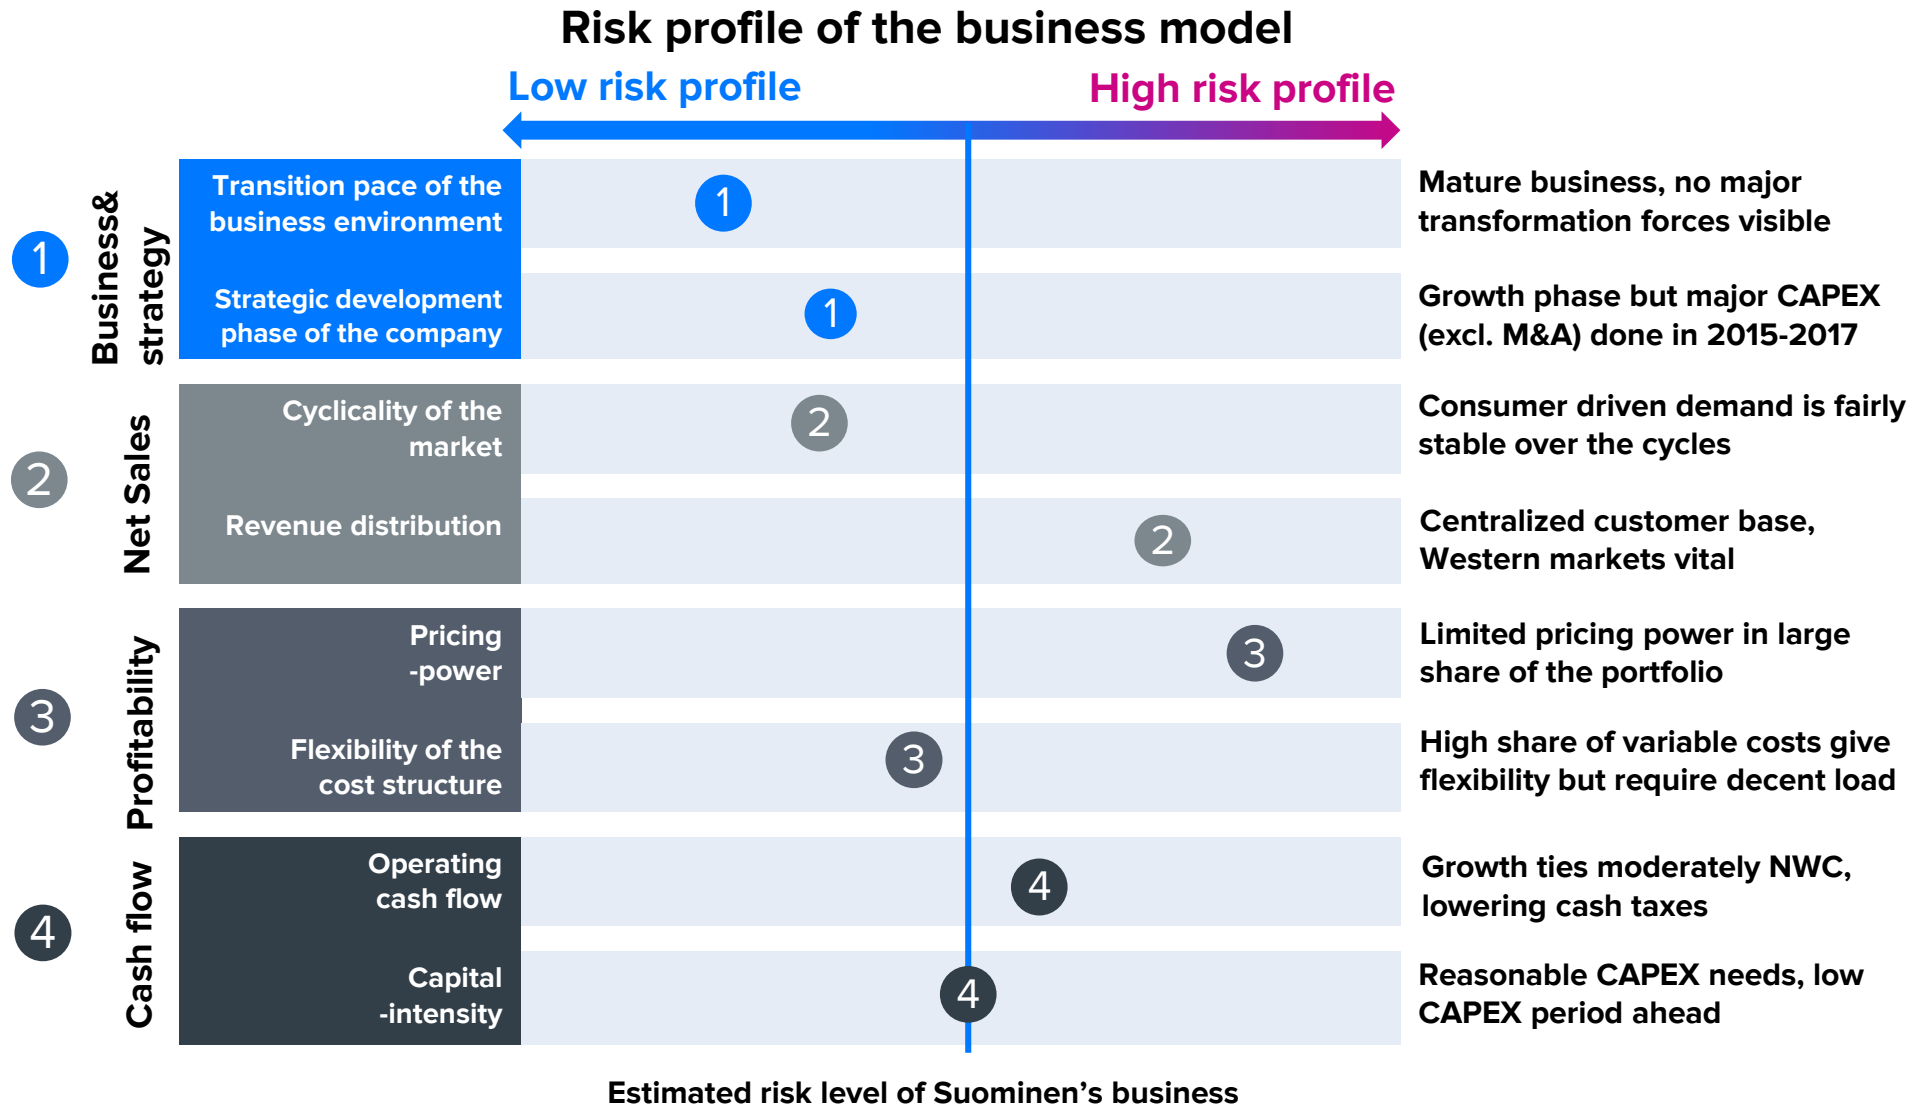 Risk profile of the business model
Low risk profile
High risk profile
1
Business&
strategy
Transition pace of the
business environment
1
Mature business, no major
transformation forces visible
Strategic development
phase of the company
1
Growth phase but major CAPEX
(excl. M&A) done in 2015-2017
2
Net Sales
Cyclicality of the
market
2
Consumer driven demand is fairly
stable over the cycles
Revenue distribution
2
Centralized customer base,
Western markets vital
3
Profitability
Pricing
-power
3
Limited pricing power in large
share of the portfolio
Flexibility of the
cost structure
3
High share of variable costs give
flexibility but require decent load
4
Cash flow
Operating
cash flow
4
Growth ties moderately NWC,
lowering cash taxes
Capital
-intensity
4
Reasonable CAPEX needs, low
CAPEX period ahead
Estimated risk level of Suominen’s business